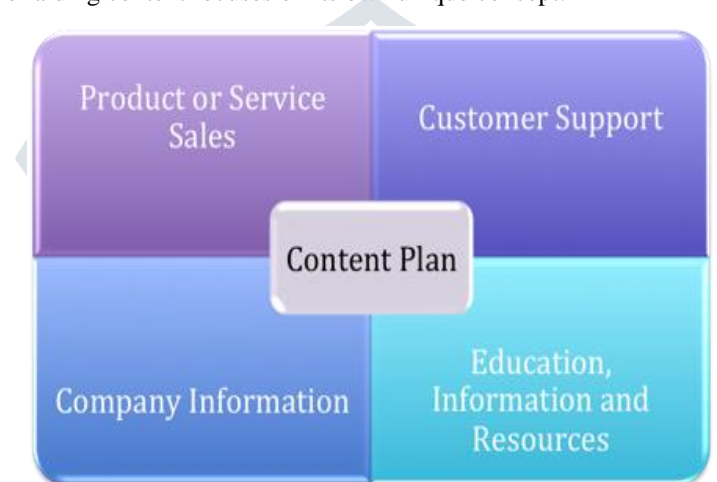 Product or Service
Sales
Customer Support
Content Plan
Company Information
Education,
Information and
Resources